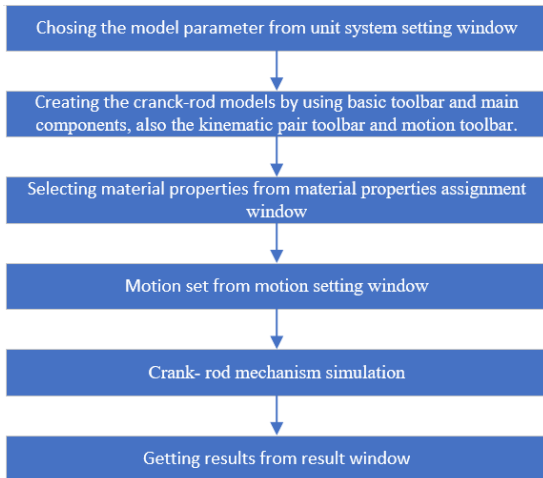 Chosing the model parameter from unit system setting window
Creating the cranck-rod models by using basic toolbar and main
components, also the kinematic pair toolbar and motion toolbar.
Selecting material properties from material properties assignment
window
Motion set from motion setting window
Crank- rod mechanism simulation
Getting results from result window